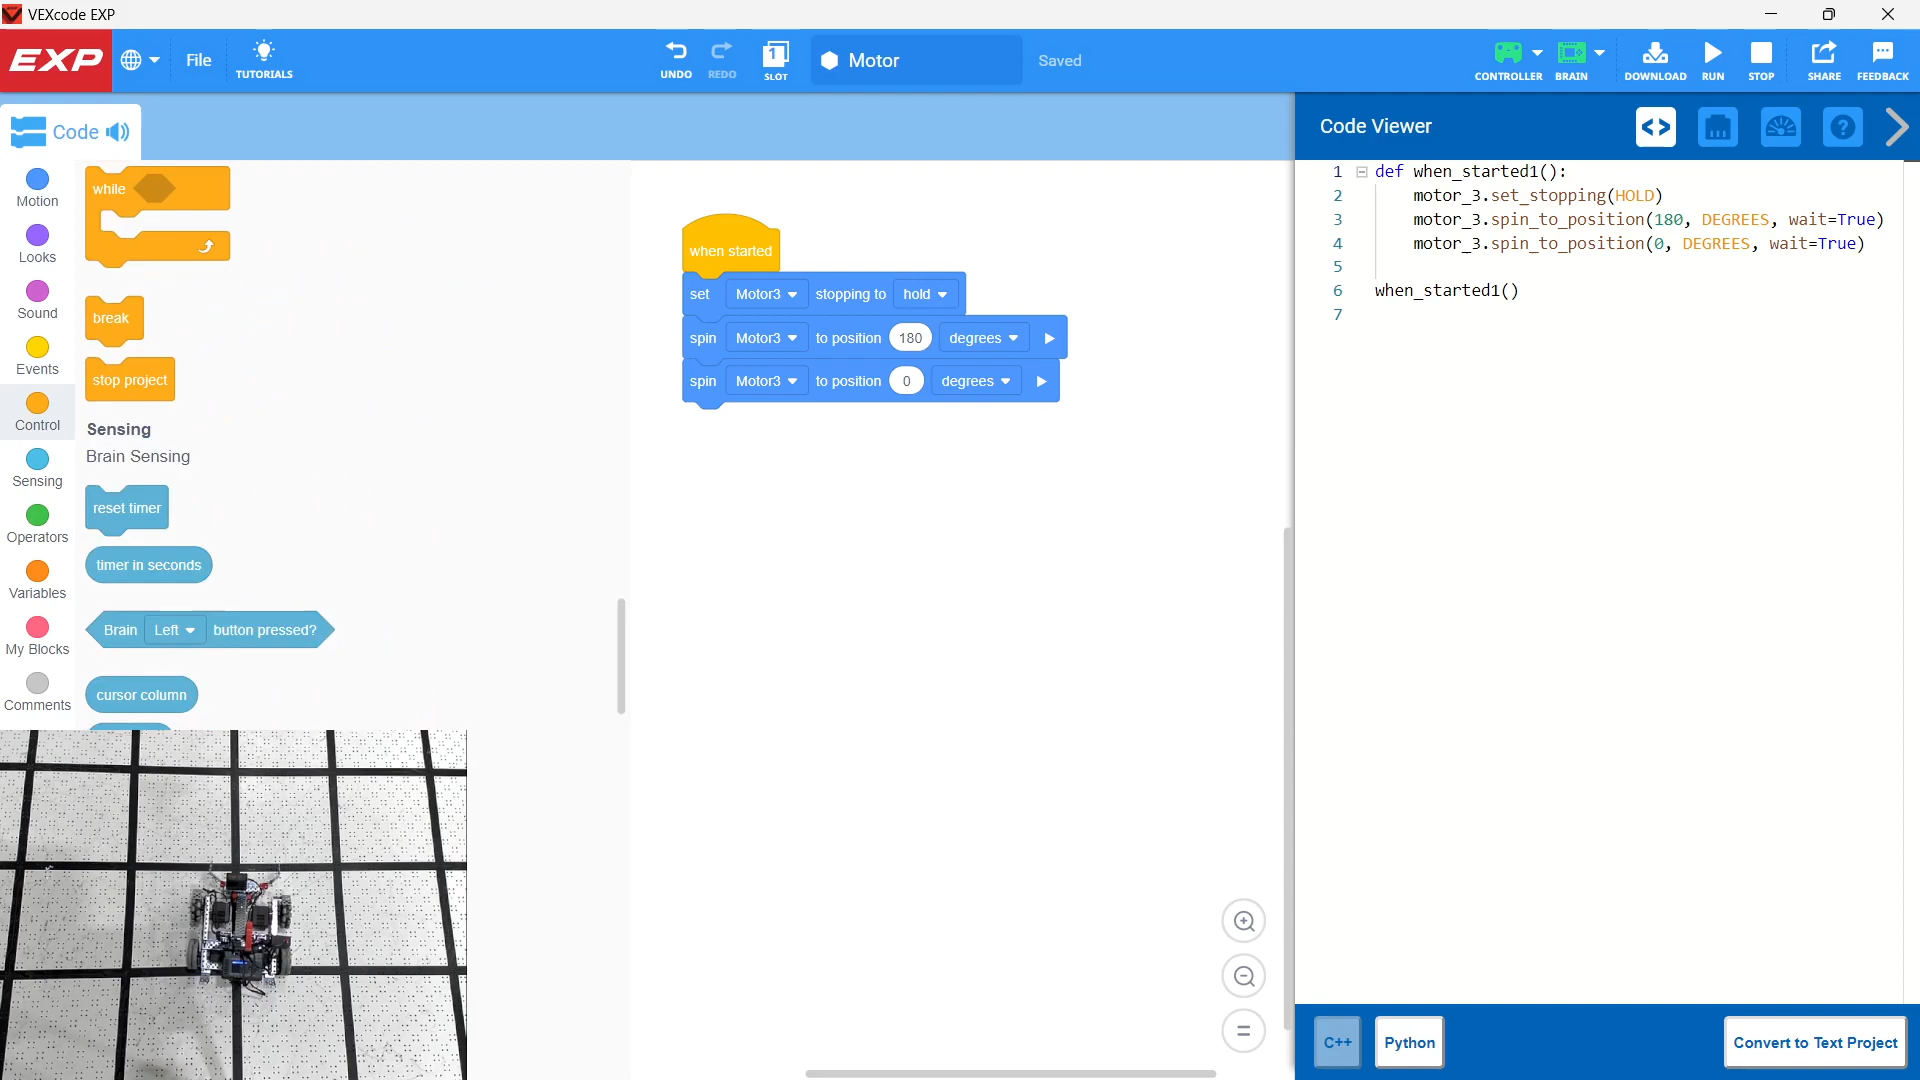 VEXcode EXP
EXP
File
TUTORIALS
UNDO
REDO
1
SLOT
Motor
Saved
CONTROLLER
BRAIN
DOWNLOAD
RUN
STOP
SHARE
FEEDBACK
Code
Motion
Looks
Sound
Events
Control
Sensing
Operators
Variables
My Blocks
Comments
while
break
stop project
Sensing
Brain Sensing
reset timer
timer in seconds
Brain Left button pressed?
cursor column
when started
set Motor3 stopping to hold
spin Motor3 to position 180 degrees
spin Motor3 to position 0 degrees
Code Viewer
<>
?
1 def when_started1():
2 motor_3.set_stopping(HOLD)
3 motor_3.spin_to_position(180, DEGREES, wait=True)
4 motor_3.spin_to_position(0, DEGREES, wait=True)
5
6 when_started1()
7
C++
Python
Convert to Text Project